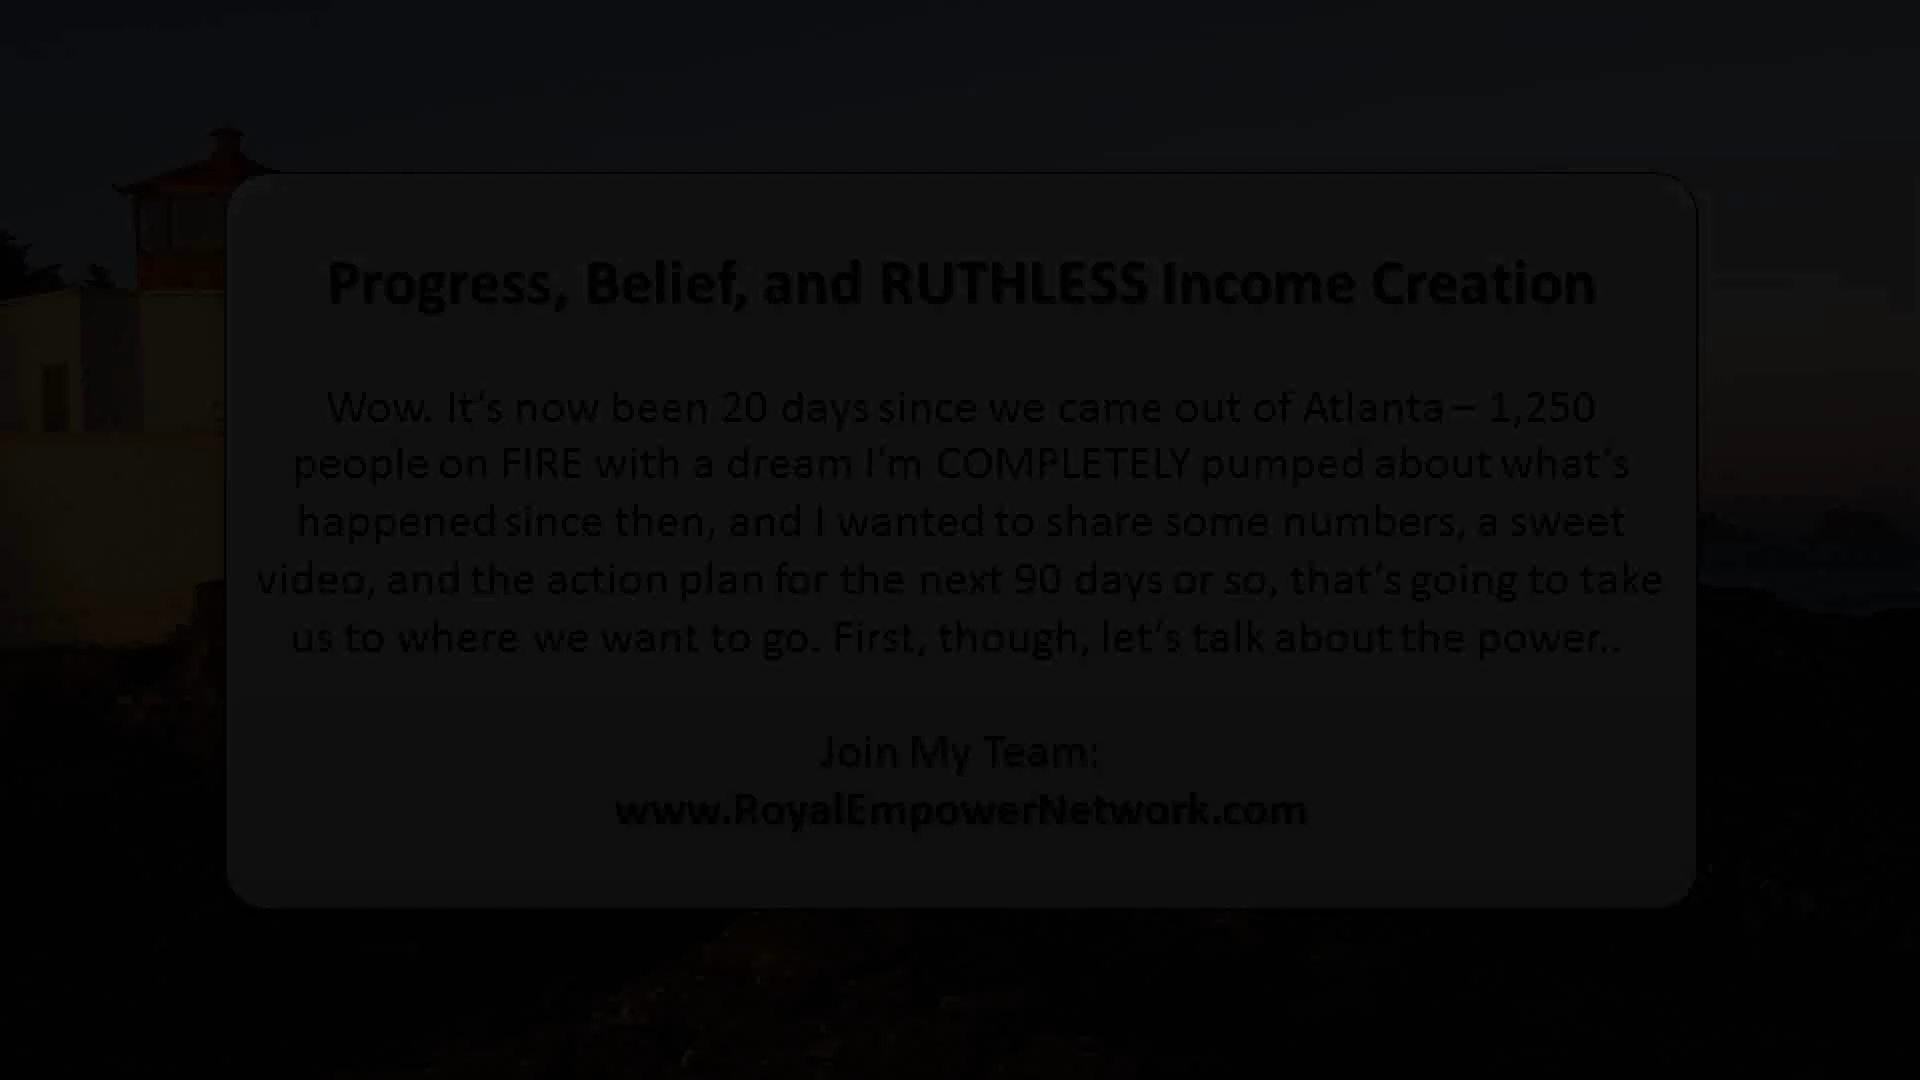 Progress, Belief, and RUTHLESS Income Creation
Wow. It's now been 20 days since we came out of Atlanta – 1,250
people on FIRE with a dream I'm COMPLETELY pumped about what's
happened since then, and I wanted to share some numbers, a sweet
video, and the action plan for the next 90 days or so, that's going to take
us to where we want to go. First, though, let's talk about the power..
Join My Team:
www.RoyalEmpowerNetwork.com